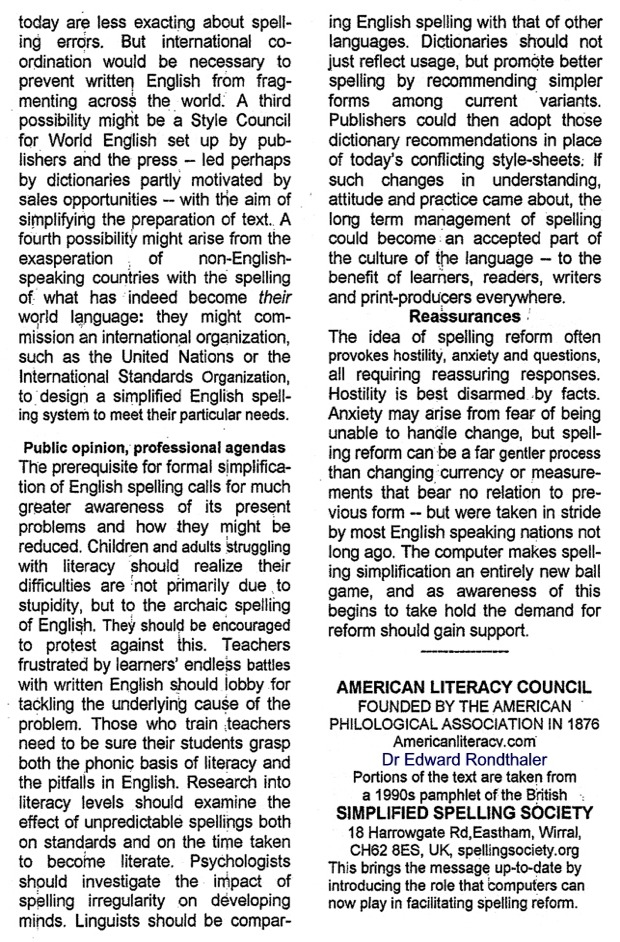 today are less exacting about spell-
ing errors. But international co-
ordination would be necessary to
prevent written English from frag-
menting across the world. A third
possibility might be a Style Council
for World English set up by pub-
lishers and the press – led perhaps
by dictionaries partly motivated by
sales opportunities – with the aim of
simplifying the preparation of text. A
fourth possibility might arise from the
exasperation of non-English-
speaking countries with the spelling
of what has indeed become their
world language: they might com-
mission an international organization,
such as the United Nations or the
International Standards Organization,
to design a simplified English spell-
ing system to meet their particular needs.
Public opinion, professional agendas
The prerequisite for formal simplifica-
tion of English spelling calls for much
greater awareness of its present
problems and how they might be
reduced. Children and adults struggling
with literacy should realize their
difficulties are not primarily due to
stupidity, but to the archaic spelling
of English. They should be encouraged
to protest against this. Teachers
frustrated by learners' endless battles
with written English should lobby for
tackling the underlying cause of the
problem. Those who train teachers
need to be sure their students grasp
both the phonic basis of literacy and
the pitfalls in English. Research into
literacy levels should examine the
effect of unpredictable spellings both
on standards and on the time taken
to become literate. Psychologists
should investigate the impact of
spelling irregularity on developing
minds. Linguists should be compar-
ing English spelling with that of other
languages. Dictionaries should not
just reflect usage, but promote better
spelling by recommending simpler
forms among current variants.
Publishers could then adopt those
dictionary recommendations in place
of today's conflicting style-sheets. If
such changes in understanding,
attitude and practice came about, the
long term management of spelling
could become an accepted part of
the culture of the language – to the
benefit of learners, readers, writers
and print-producers everywhere.
Reassurances
The idea of spelling reform often
provokes hostility, anxiety and questions,
all requiring reassuring responses.
Hostility is best disarmed by facts.
Anxiety may arise from fear of being
unable to handle change, but spell-
ing reform can be a far gentler process
than changing currency or measure-
ments that bear no relation to pre-
vious form – but were taken in stride
by most English speaking nations not
long ago. The computer makes spell-
ing simplification an entirely new ball
game, and as awareness of this
begins to take hold the demand for
reform should gain support.
AMERICAN LITERACY COUNCIL
FOUNDED BY THE AMERICAN
PHILOLOGICAL ASSOCIATION IN 1876
Americanliteracy.com
Dr Edward Rondthaler
Portions of the text are taken from
a 1990s pamphlet of the British
SIMPLIFIED SPELLING SOCIETY
18 Harrowgate Rd,Eastham, Wirral,
CH62 8ES, UK, spellingsociety.org
This brings the message up-to-date by
introducing the role that computers can
now play in facilitating spelling reform.